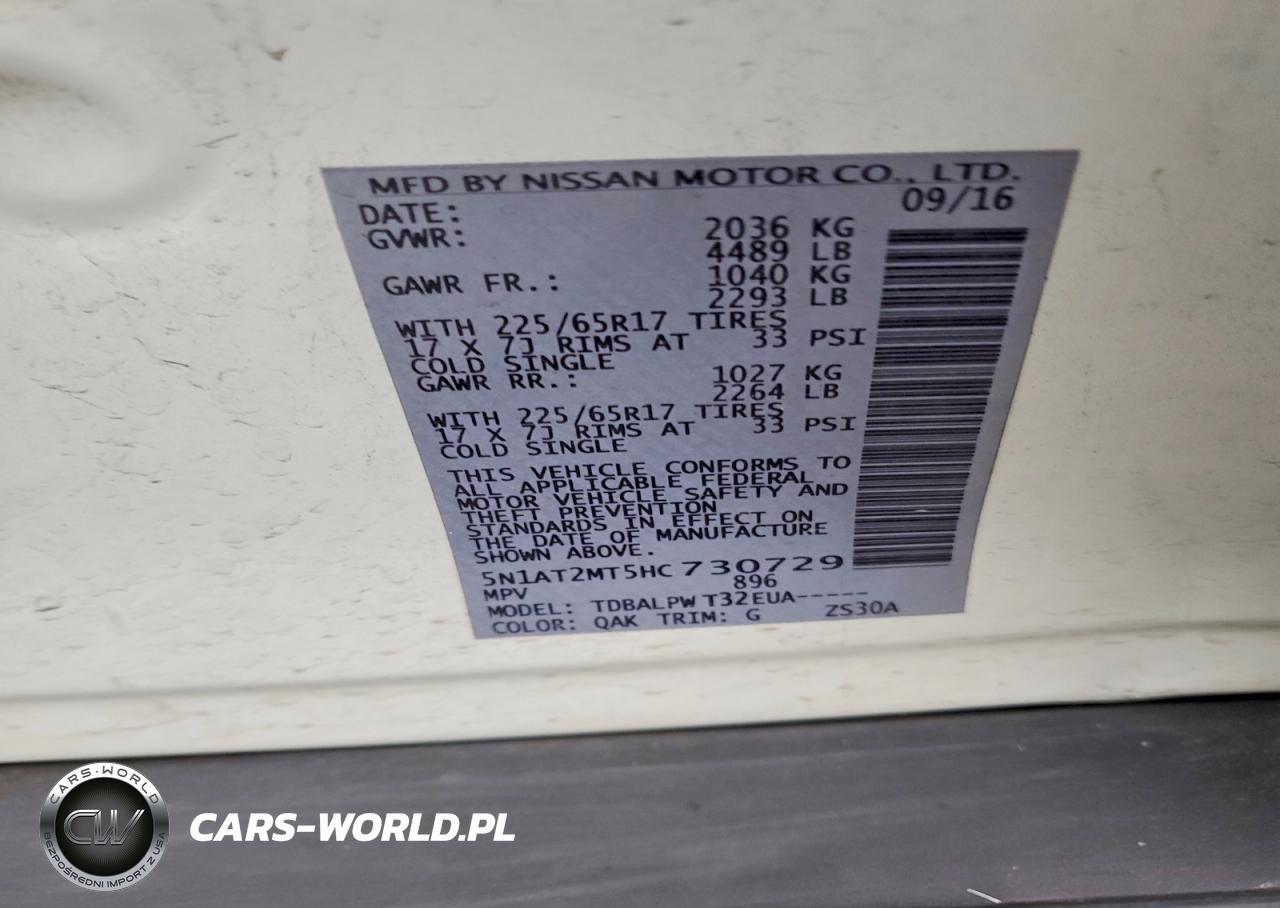 MFD BY NISSAN MOTOR CO., LTD.
DATE: 09/16
GVWR: 2036 KG
4489 LB
GAWR FR.: 1040 KG
2293 LB
WITH 225/65R17 TIRES
17 X 7J RIMS AT 33 PSI
COLD SINGLE
GAWR RR.: 1027 KG
2264 LB
WITH 225/65R17 TIRES
17 X 7J RIMS AT 33 PSI
COLD SINGLE
THIS VEHICLE CONFORMS TO
ALL APPLICABLE FEDERAL
MOTOR VEHICLE SAFETY AND
THEFT PREVENTION
STANDARDS IN EFFECT ON
THE DATE OF MANUFACTURE
SHOWN ABOVE.
5N1AT2MT5HC730729
MPV 896
MODEL: TDBALPW T32EUA-----
COLOR: QAK TRIM: G ZS30A
CARS-WORLD
CW
BEZPOŚREDNI IMPORT Z USA
CARS-WORLD.PL